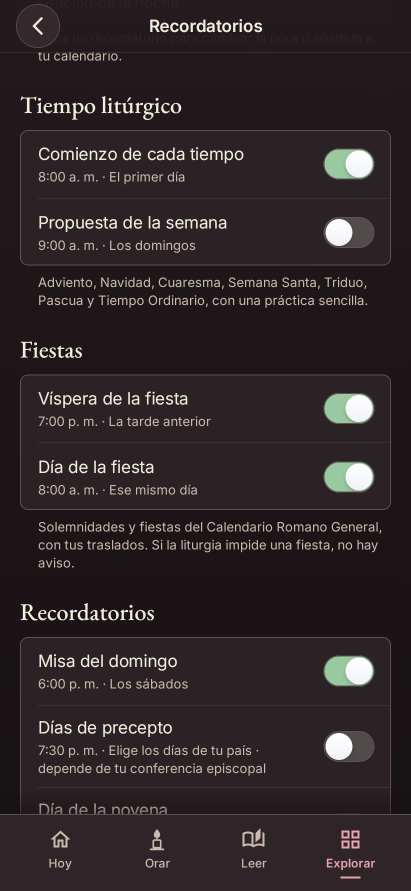 Recordatorios
tu calendario.
Tiempo litúrgico
Comienzo de cada tiempo
8:00 a. m. · El primer día
Propuesta de la semana
9:00 a. m. · Los domingos
Adviento, Navidad, Cuaresma, Semana Santa, Triduo,
Pascua y Tiempo Ordinario, con una práctica sencilla.
Fiestas
Víspera de la fiesta
7:00 p. m. · La tarde anterior
Día de la fiesta
8:00 a. m. · Ese mismo día
Solemnidades y fiestas del Calendario Romano General,
con tus traslados. Si la liturgia impide una fiesta, no hay
aviso.
Recordatorios
Misa del domingo
6:00 p. m. · Los sábados
Días de precepto
7:30 p. m. · Elige los días de tu país ·
depende de tu conferencia episcopal
Día de la novena
Hoy
Orar
Leer
Explorar